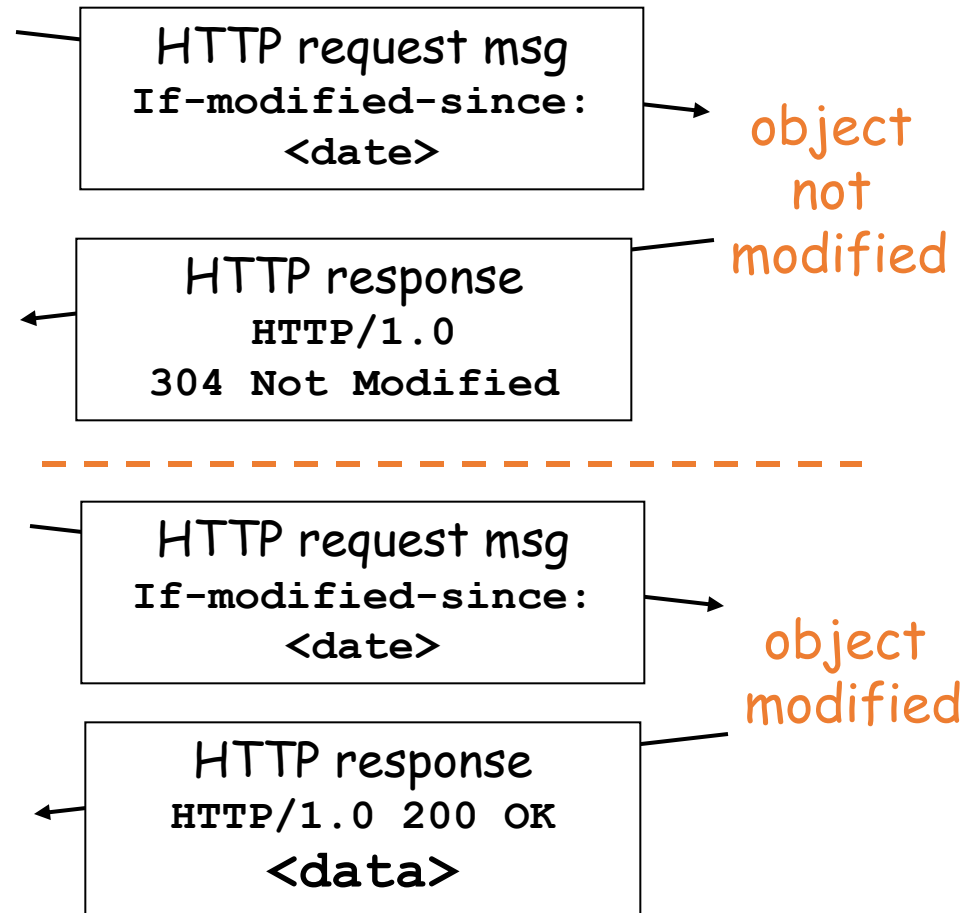 HTTP request msg
If-modified-since:
<date>
object
not
modified
HTTP response
HTTP/1.0
304 Not Modified
HTTP request msg
If-modified-since:
<date>
object
modified
HTTP response
HTTP/1.0 200 OK
<data>